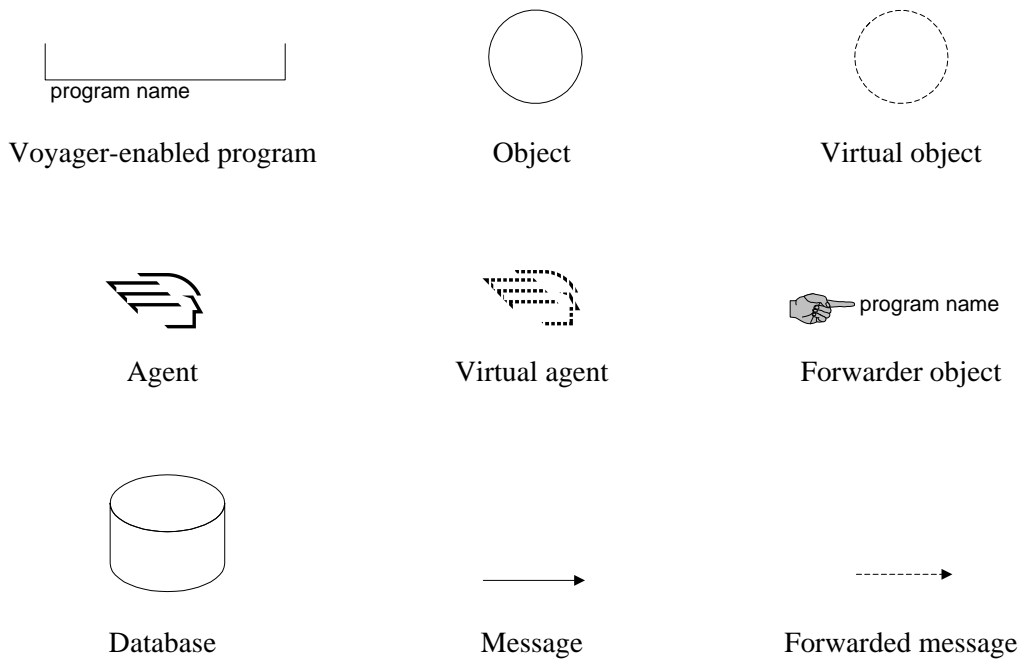 program name
Voyager-enabled program
Object
Virtual object
program name
Agent
Virtual agent
Forwarder object
Database
Message
Forwarded message